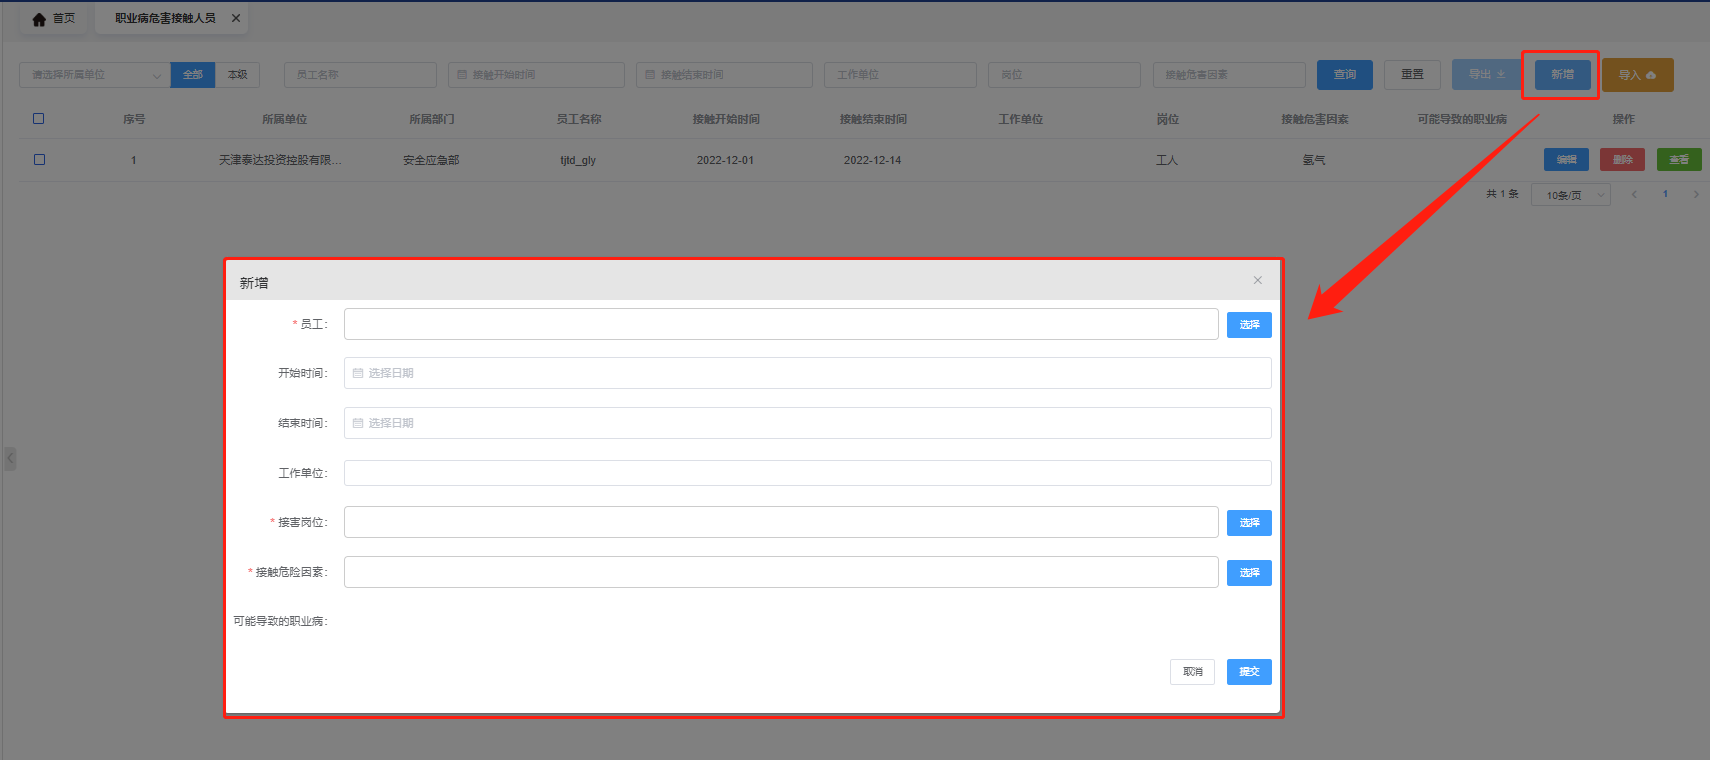 首页 职业病危害接触人员
请选择所属单位 全部 本级 员工名称 接触开始时间 接触结束时间 工作单位 岗位 接触危害因素 查询 重置 导出 新增 导入
序号 所属单位 所属部门 员工名称 接触开始时间 接触结束时间 工作单位 岗位 接触危害因素 可能导致的职业病 操作
1 天津泰达投资控股有限... 安全应急部 tjtd_gly 2022-12-01 2022-12-14 工人 氢气 编辑 删除 查看
共 1 条 10条/页 1
新增
* 员工: 选择
开始时间: 选择日期
结束时间: 选择日期
工作单位:
* 接害岗位: 选择
* 接触危险因素: 选择
可能导致的职业病:
取消 提交